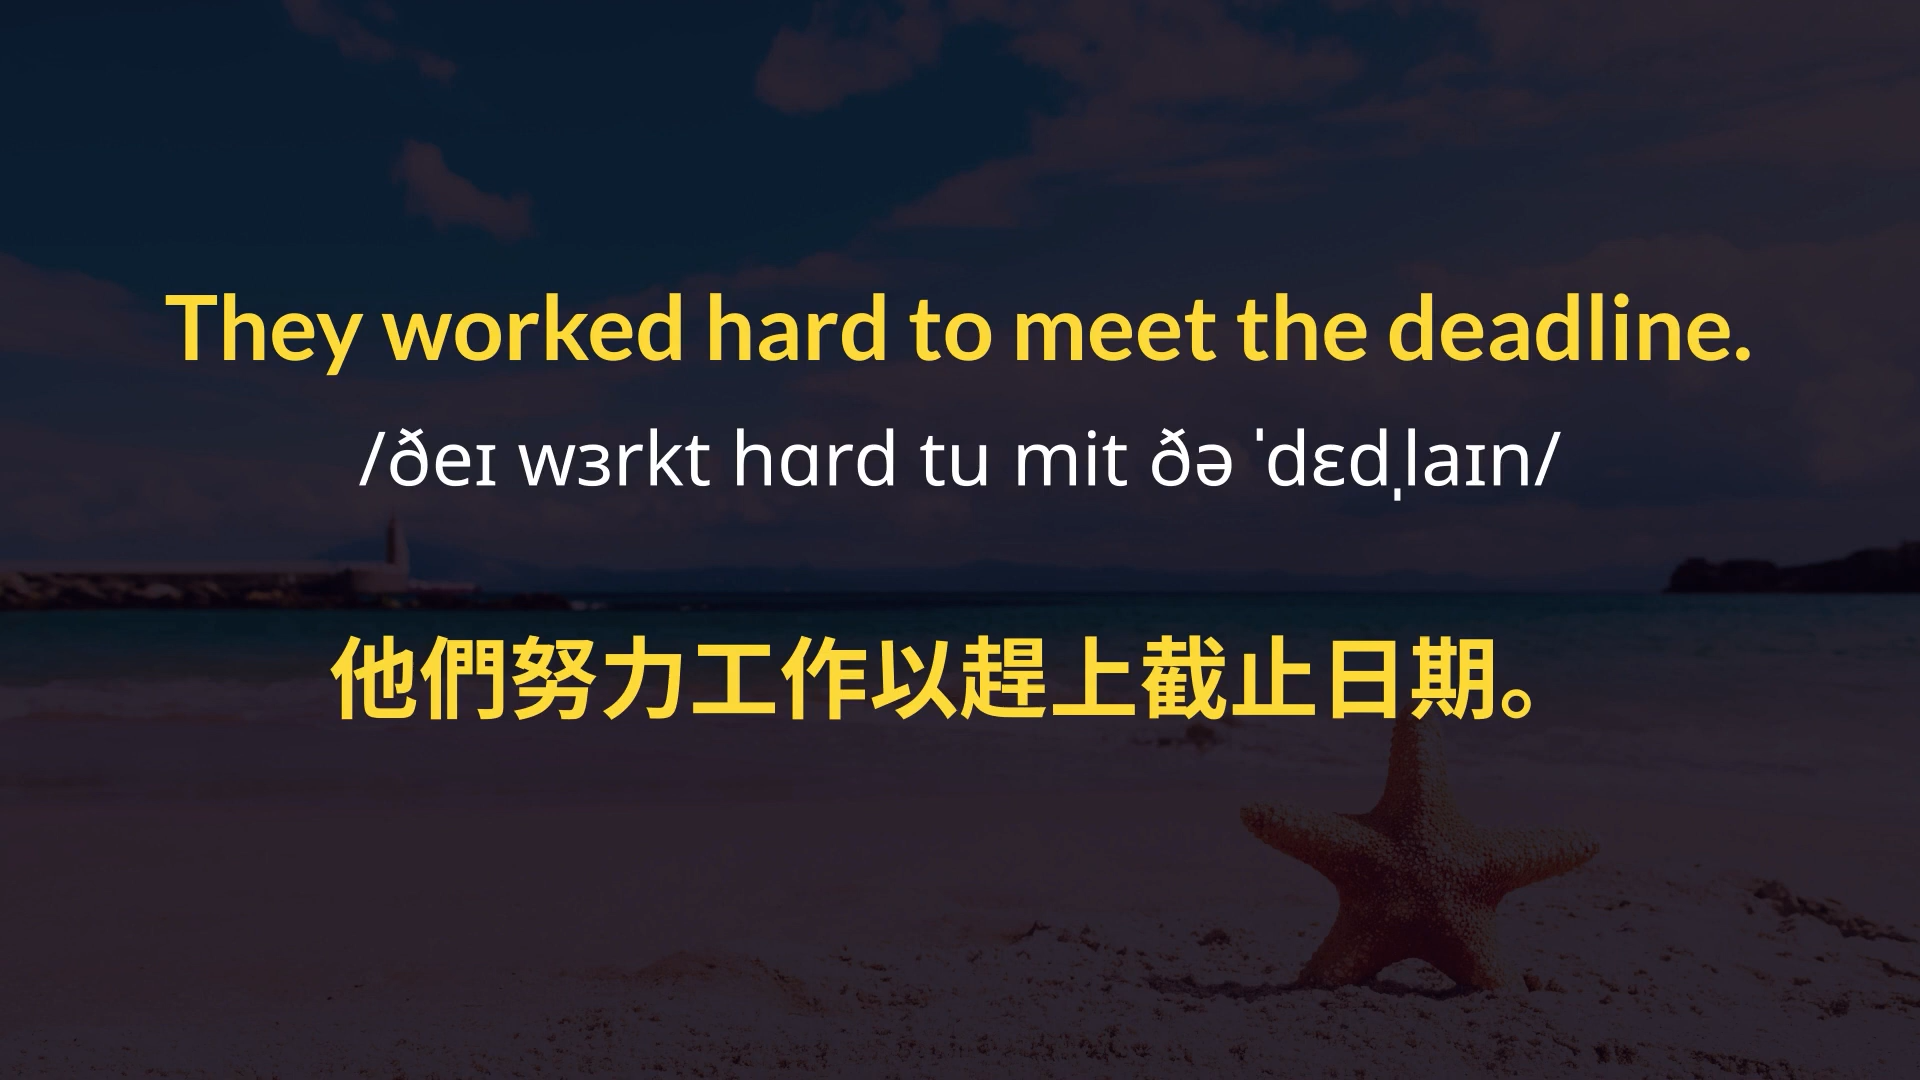 They worked hard to meet the deadline.
/ðeɪ wɜrkt hɑrd tu mit ðə ˈdɛdˌlaɪn/
他們努力工作以趕上截止日期。